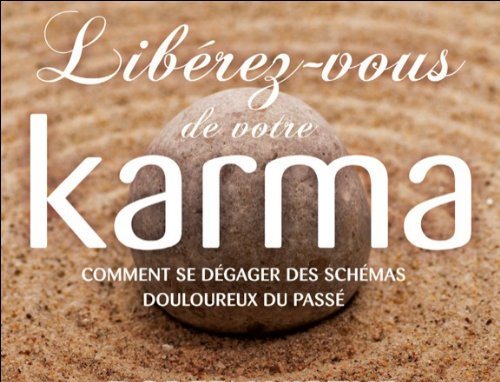 Libérez-vous
de votre
karma
COMMENT SE DÉGAGER DES SCHÉMAS
DOULOUREUX DU PASSÉ